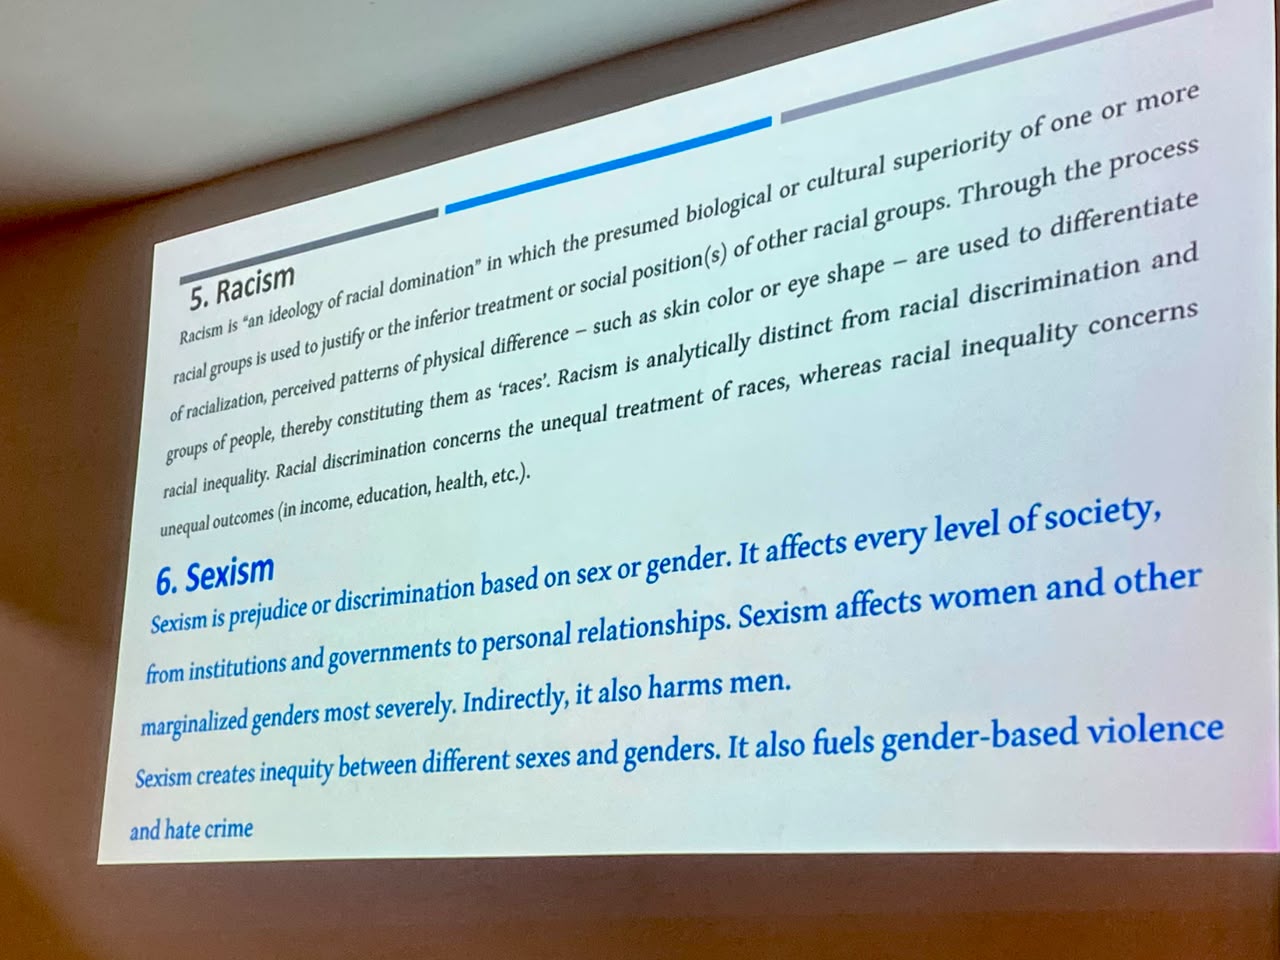 5. Racism
Racism is “an ideology of racial domination” in which the presumed biological or cultural superiority of one or more
racial groups is used to justify or the inferior treatment or social position(s) of other racial groups. Through the process
of racialization, perceived patterns of physical difference – such as skin color or eye shape – are used to differentiate
groups of people, thereby constituting them as ‘races’. Racism is analytically distinct from racial discrimination and
racial inequality. Racial discrimination concerns the unequal treatment of races, whereas racial inequality concerns
unequal outcomes (in income, education, health, etc.).
6. Sexism
Sexism is prejudice or discrimination based on sex or gender. It affects every level of society,
from institutions and governments to personal relationships. Sexism affects women and other
marginalized genders most severely. Indirectly, it also harms men.
Sexism creates inequity between different sexes and genders. It also fuels gender-based violence
and hate crime